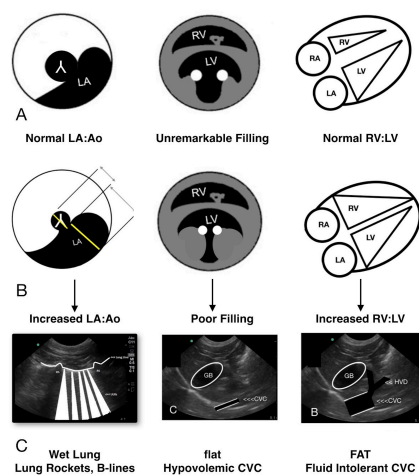 LA
RV
LV
RV
RA
LV
LA
A
Normal LA:Ao
Unremarkable Filling
Normal RV:LV
LA
RV
LV
RV
RA
LV
LA
B
Increased LA:Ao
Poor Filling
Increased RV:LV
GB
C
<<<CVC
GB
B
<< HVD
<<<CVC
C
Wet Lung
flat
FAT
Lung Rockets, B-lines
Hypovolemic CVC
Fluid Intolerant CVC